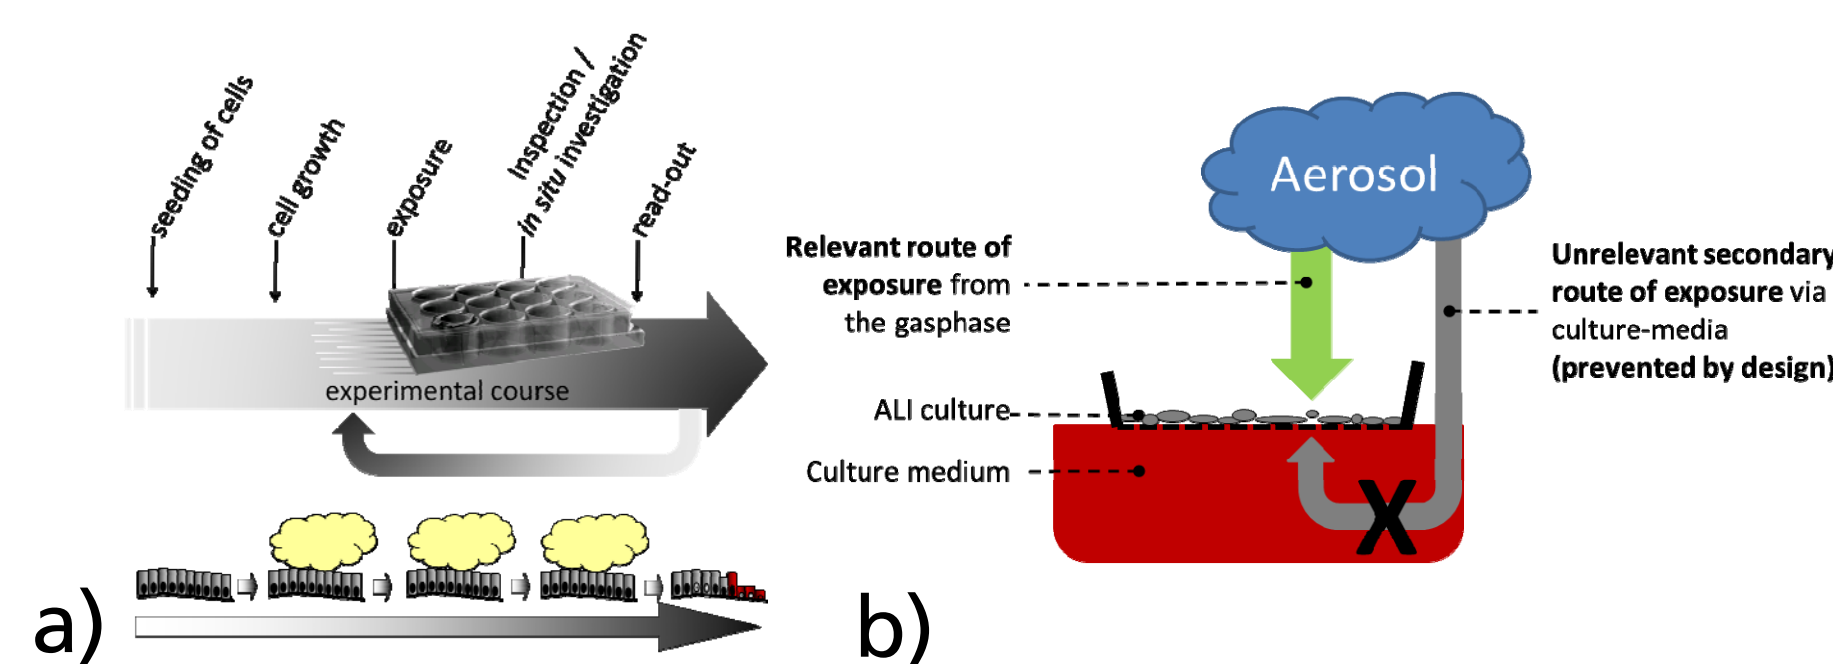 seeding of cells
cell growth
exposure
Inspection /
in situ investigation
read-out
experimental course
a)
Aerosol
Relevant route of
exposure from
the gasphase
Unrelevant secondary
route of exposure via
culture-media
(prevented by design)
ALI culture
Culture medium
X
b)